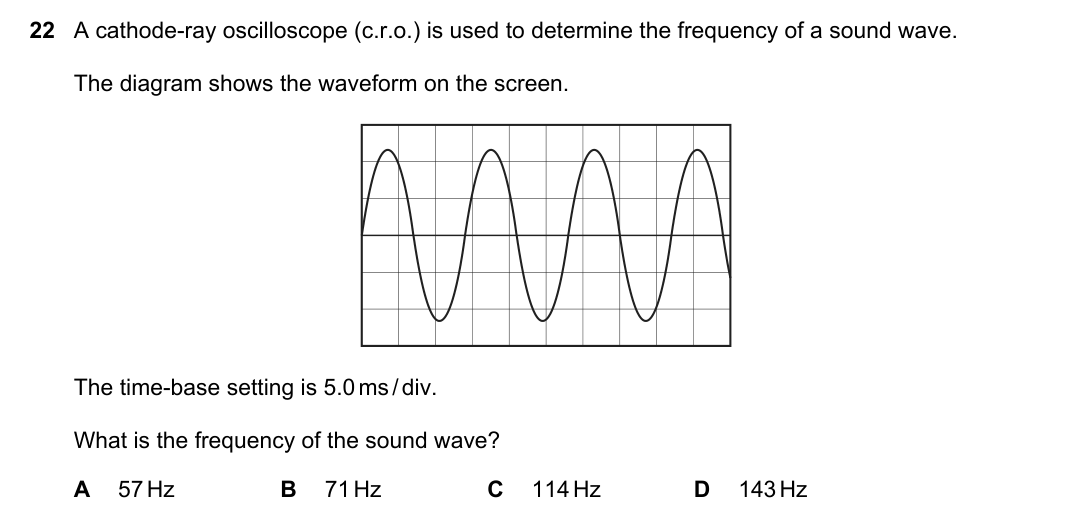 22 A cathode-ray oscilloscope (c.r.o.) is used to determine the frequency of a sound wave.
The diagram shows the waveform on the screen.
The time-base setting is 5.0 ms / div.
What is the frequency of the sound wave?
A 57 Hz B 71 Hz C 114 Hz D 143 Hz